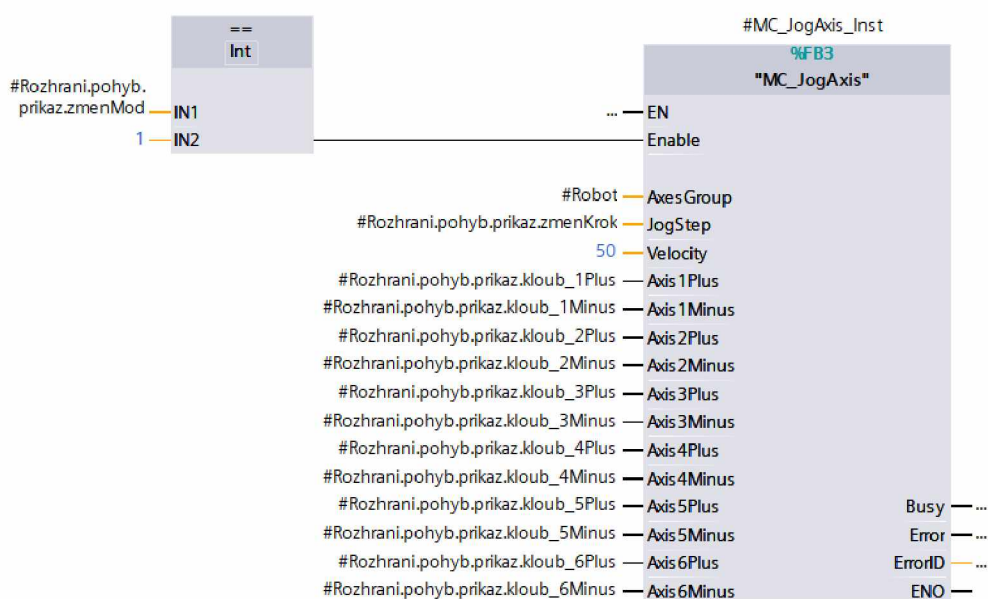 ==
Int
#Rozhrani.pohyb.
prikaz.zmenMod
IN1
1
IN2
#MC_JogAxis_Inst
%FB3
"MC_JogAxis"
... EN
Enable
#Robot AxesGroup
#Rozhrani.pohyb.prikaz.zmenKrok JogStep
50 Velocity
#Rozhrani.pohyb.prikaz.kloub_1Plus Axis1Plus
#Rozhrani.pohyb.prikaz.kloub_1Minus Axis1Minus
#Rozhrani.pohyb.prikaz.kloub_2Plus Axis2Plus
#Rozhrani.pohyb.prikaz.kloub_2Minus Axis2Minus
#Rozhrani.pohyb.prikaz.kloub_3Plus Axis3Plus
#Rozhrani.pohyb.prikaz.kloub_3Minus Axis3Minus
#Rozhrani.pohyb.prikaz.kloub_4Plus Axis4Plus
#Rozhrani.pohyb.prikaz.kloub_4Minus Axis4Minus
#Rozhrani.pohyb.prikaz.kloub_5Plus Axis5Plus Busy ...
#Rozhrani.pohyb.prikaz.kloub_5Minus Axis5Minus Error ...
#Rozhrani.pohyb.prikaz.kloub_6Plus Axis6Plus ErrorID ...
#Rozhrani.pohyb.prikaz.kloub_6Minus Axis6Minus ENO